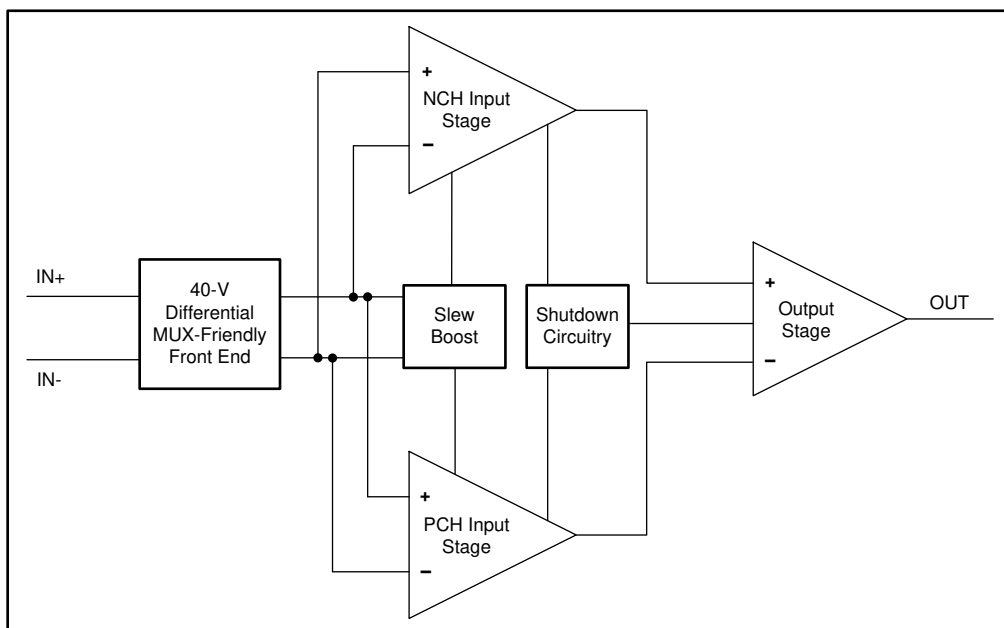 +
NCH Input
Stage
−
IN+
IN-
40-V
Differential
MUX-Friendly
Front End
Slew
Boost
Shutdown
Circuitry
+
Output
Stage
−
OUT
+
PCH Input
Stage
−